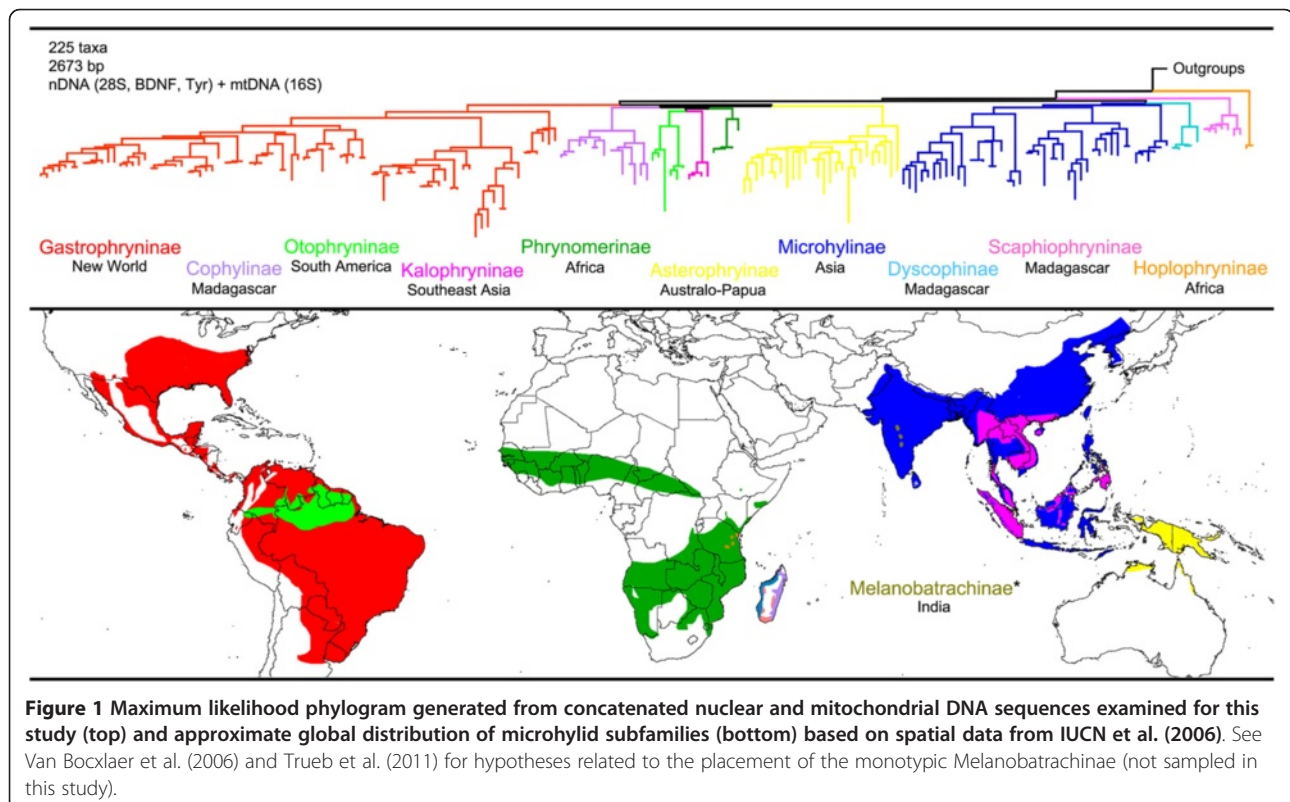 225 taxa
2673 bp
nDNA (28S, BDNF, Tyr) + mtDNA (16S)
Outgroups
Gastrophryninae
New World
Cophylinae
Madagascar
Otophryninae
South America
Kalophryninae
Southeast Asia
Phrynomerinae
Africa
Asterophryinae
Australo-Papua
Microhylinae
Asia
Dyscophinae
Madagascar
Scaphiophryninae
Madagascar
Hoplophryninae
Africa
Melanobatrachinae*
India
Figure 1 Maximum likelihood phylogram generated from concatenated nuclear and mitochondrial DNA sequences examined for this
study (top) and approximate global distribution of microhylid subfamilies (bottom) based on spatial data from IUCN et al. (2006). See
Van Bocxlaer et al. (2006) and Trueb et al. (2011) for hypotheses related to the placement of the monotypic Melanobatrachinae (not sampled in
this study).